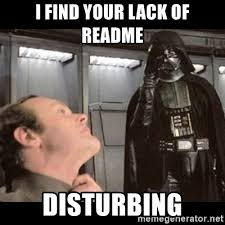 I FIND YOUR LACK OF
README
DISTURBING
memegenerator.net